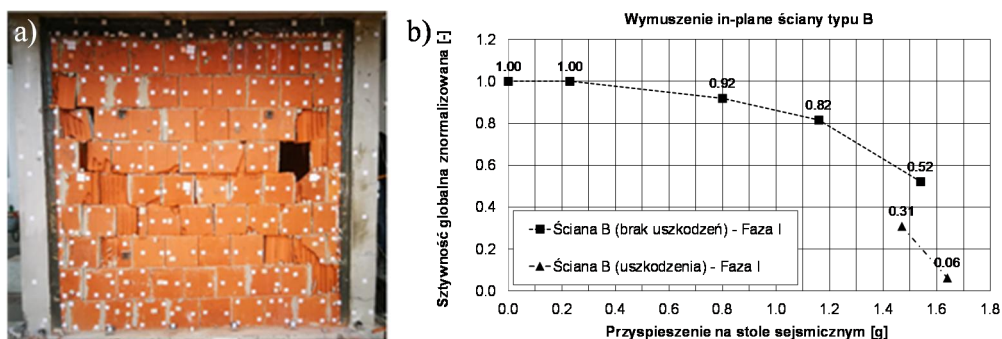 a)
b)
Wymuszenie in-plane ściany typu B
Sztywność globalna znormalizowana [-]
1.2
1.0
0.8
0.6
0.4
0.2
0.0
1.00
1.00
0.92
0.82
0.52
0.31
0.06
Ściana B (brak uszkodzeń) - Faza I
Ściana B (uszkodzenia) - Faza I
0.0 0.2 0.4 0.6 0.8 1.0 1.2 1.4 1.6 1.8
Przyspieszenie na stole sejsmicznym [g]